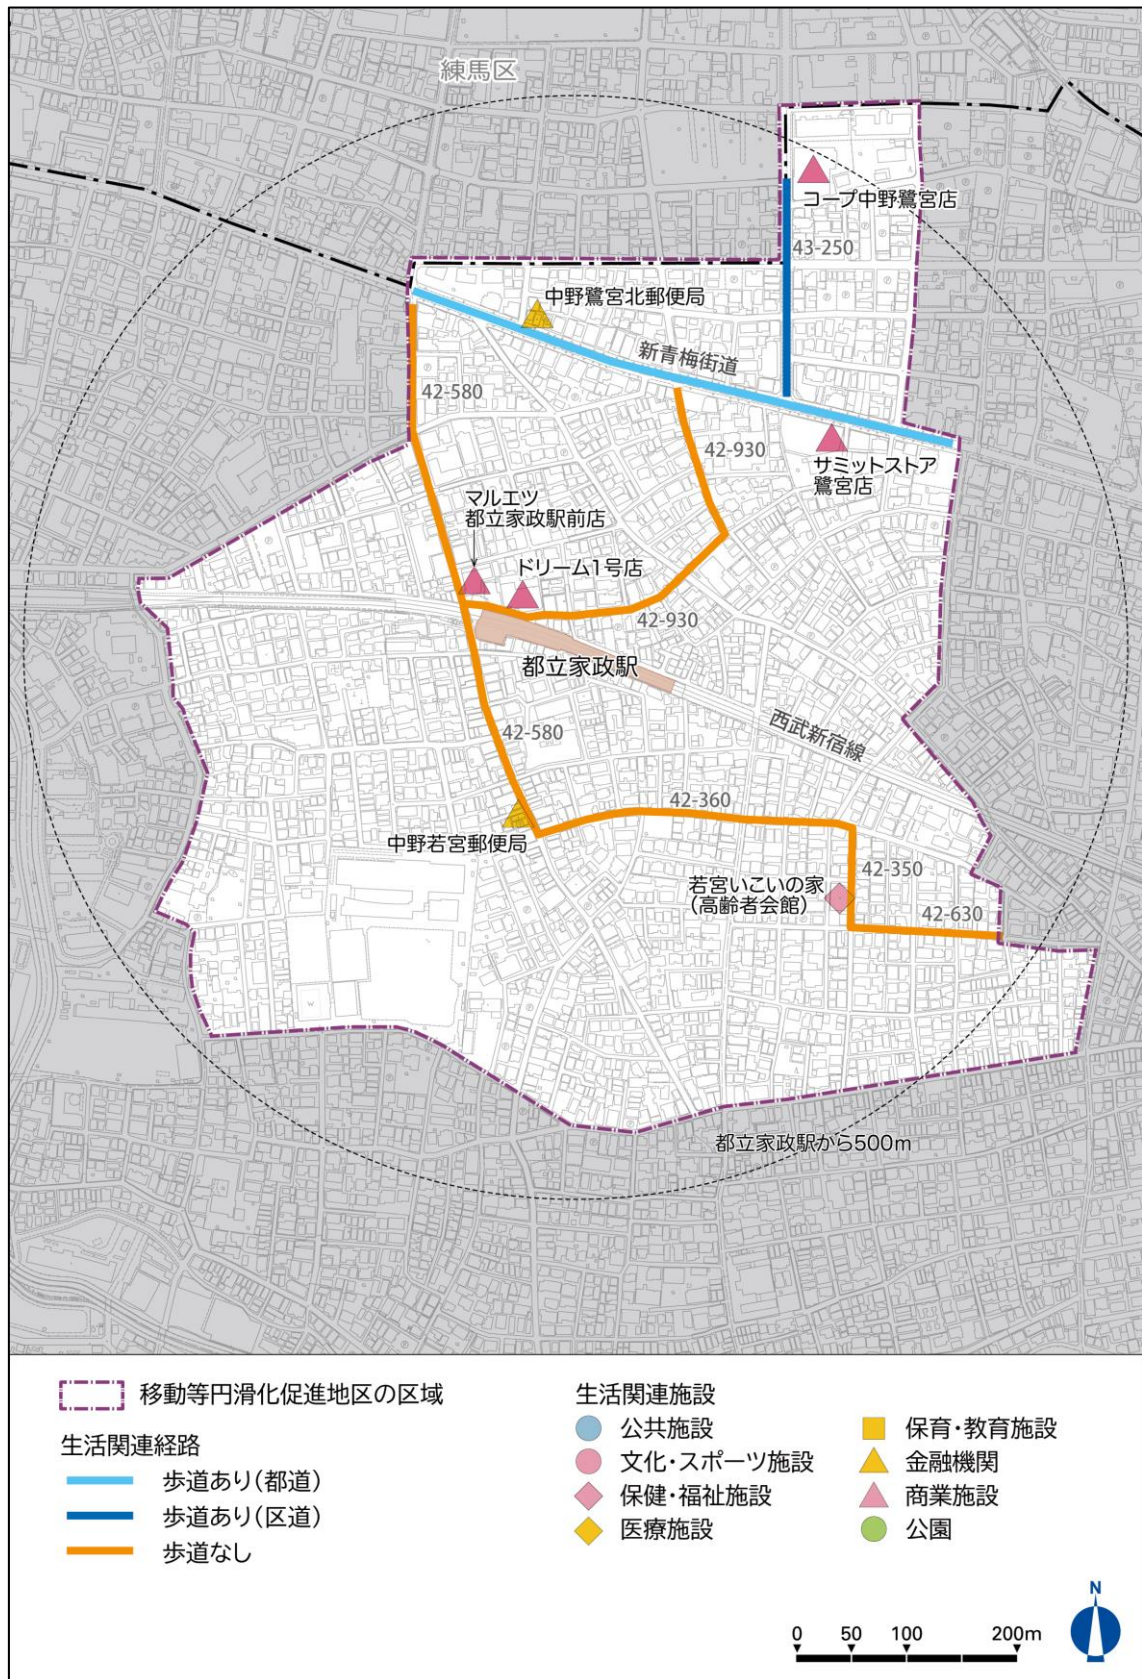 練馬区
コープ中野鷺宮店
43-250
中野鷺宮北郵便局
新青梅街道
42-580
42-930
サミットストア
鷺宮店
マルエツ
都立家政駅前店
ドリーム1号店
42-930
都立家政駅
西武新宿線
42-580
42-360
中野若宮郵便局
42-350
若宮いこいの家
(高齢者会館)
42-630
都立家政駅から500m
移動等円滑化促進地区の区域
生活関連経路
歩道あり(都道)
歩道あり(区道)
歩道なし
生活関連施設
公共施設
文化・スポーツ施設
保健・福祉施設
医療施設
保育・教育施設
金融機関
商業施設
公園
N
0 50 100 200m